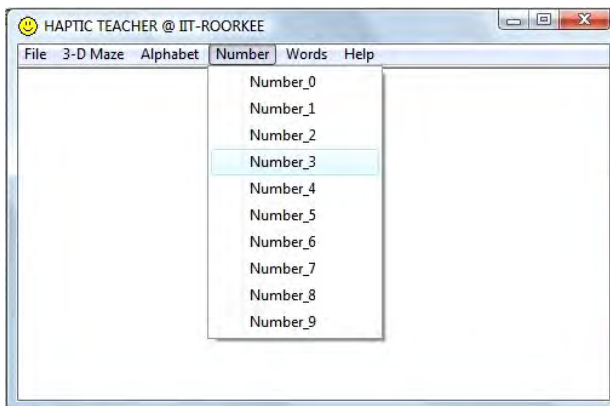 HAPTIC TEACHER @ IIT-ROORKEE
File 3-D Maze Alphabet Number Words Help
Number_0
Number_1
Number_2
Number_3
Number_4
Number_5
Number_6
Number_7
Number_8
Number_9